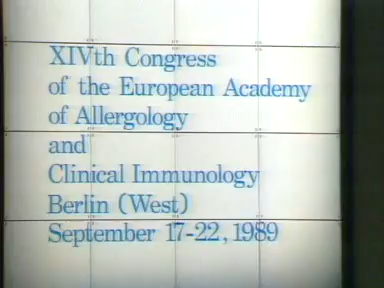 XIVth Congress
of the European Academy
of Allergology
and
Clinical Immunology
Berlin (West)
September 17-22, 1989